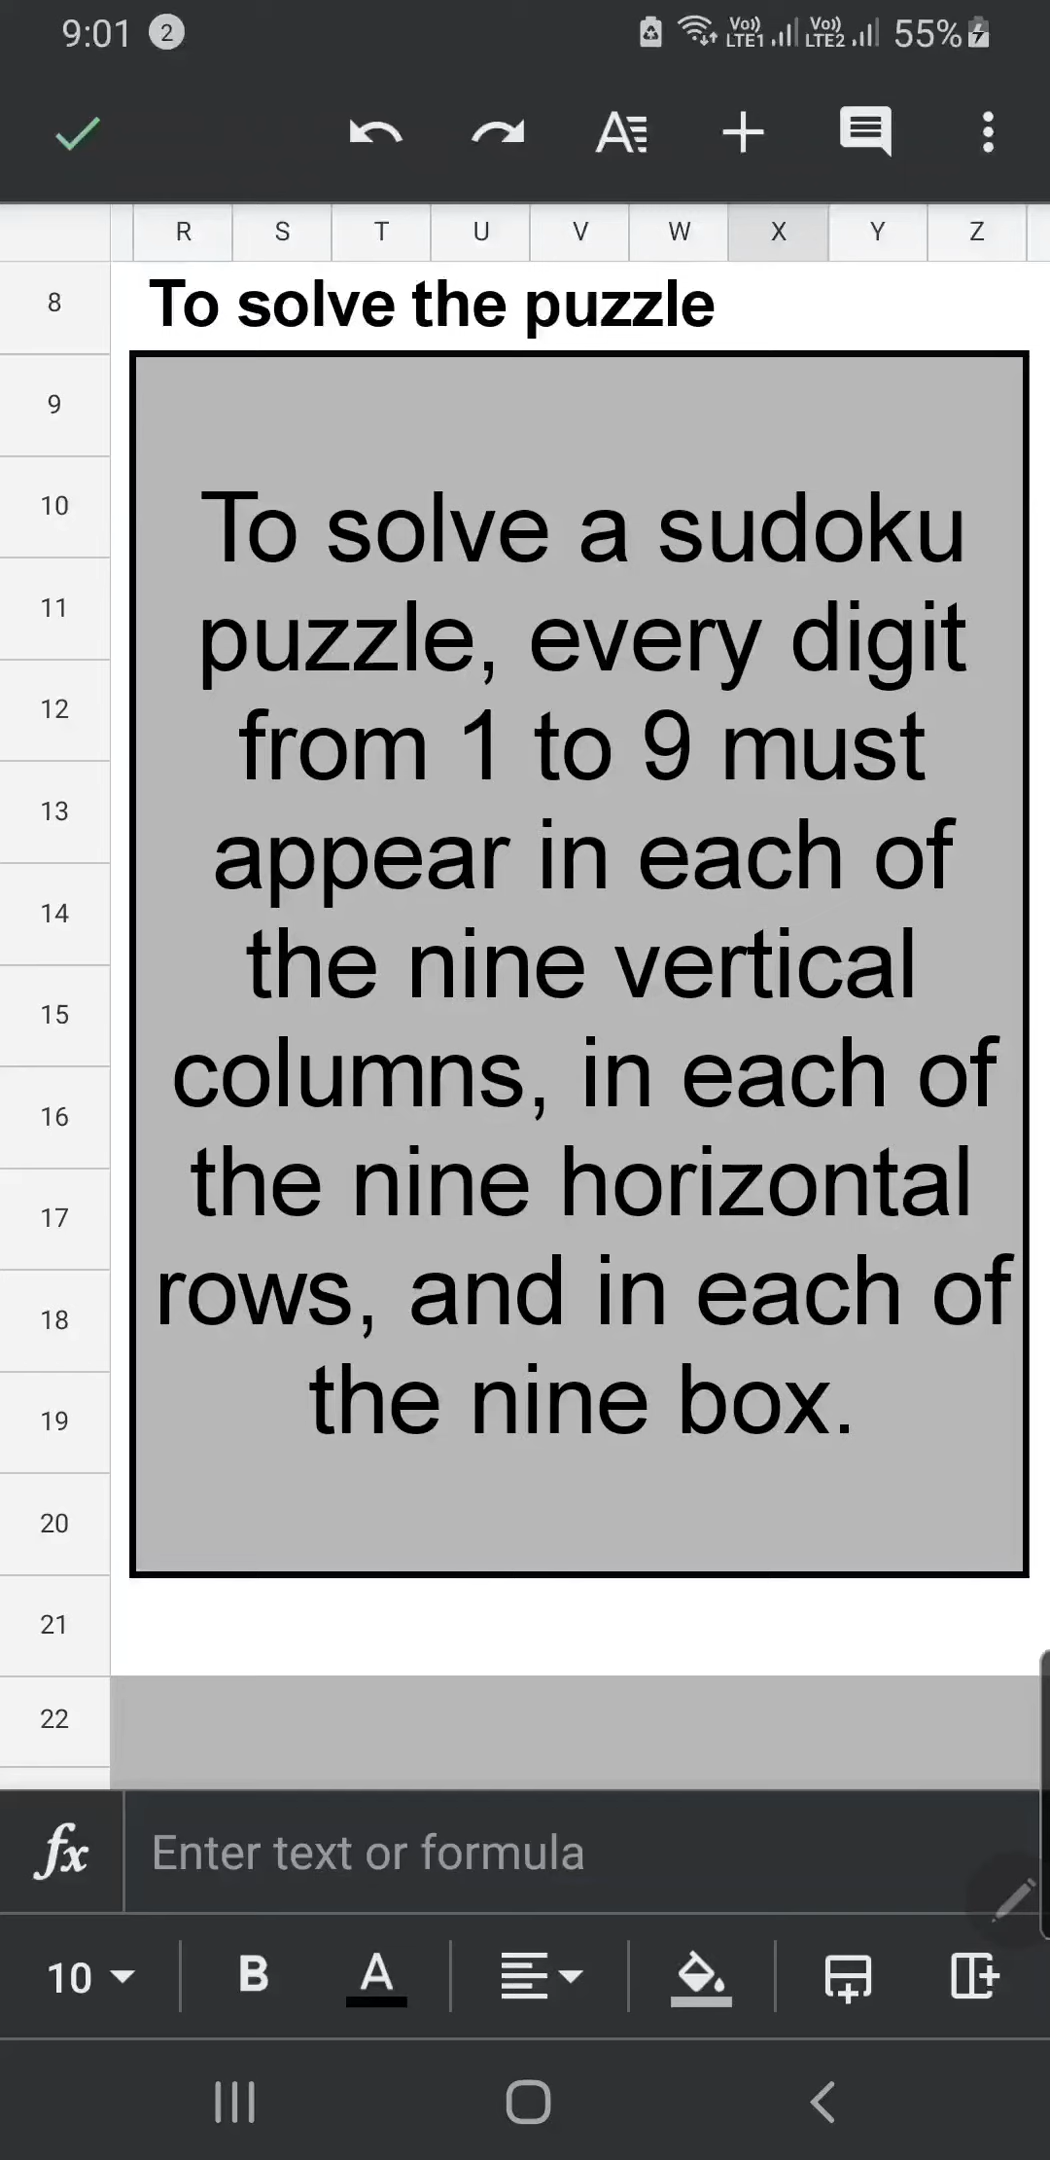 9:01 2 Vo)) LTE1 Vo)) LTE2 55%
A
R S T U V W X Y Z
8 To solve the puzzle
9
10 To solve a sudoku
11 puzzle, every digit
12 from 1 to 9 must
13 appear in each of
14 the nine vertical
15 columns, in each of
16 the nine horizontal
17 rows, and in each of
18 the nine box.
19
20
21
22
fx Enter text or formula
10 B A